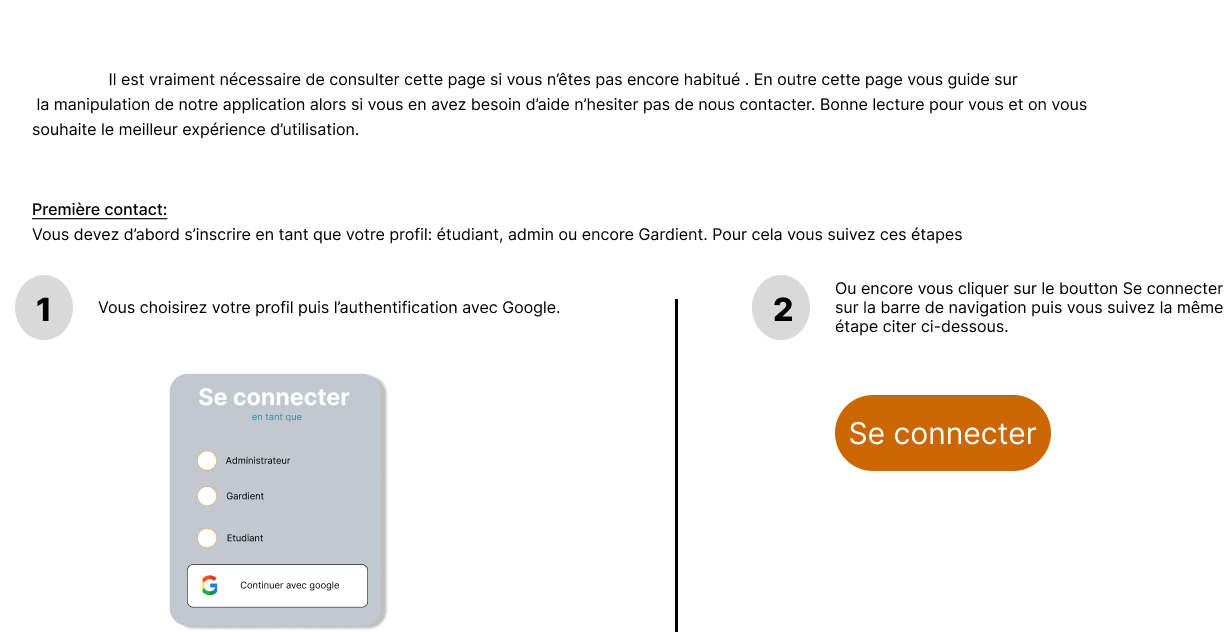 Il est vraiment nécessaire de consulter cette page si vous n’êtes pas encore habitué . En outre cette page vous guide sur
la manipulation de notre application alors si vous en avez besoin d’aide n’hesiter pas de nous contacter. Bonne lecture pour vous et on vous
souhaite le meilleur expérience d’utilisation.
Première contact:
Vous devez d’abord s’inscrire en tant que votre profil: étudiant, admin ou encore Gardient. Pour cela vous suivez ces étapes
1
Vous choisirez votre profil puis l’authentification avec Google.
Se connecter
en tant que
Administrateur
Gardient
Etudiant
Continuer avec google
2
Ou encore vous cliquer sur le boutton Se connecter
sur la barre de navigation puis vous suivez la même
étape citer ci-dessous.
Se connecter